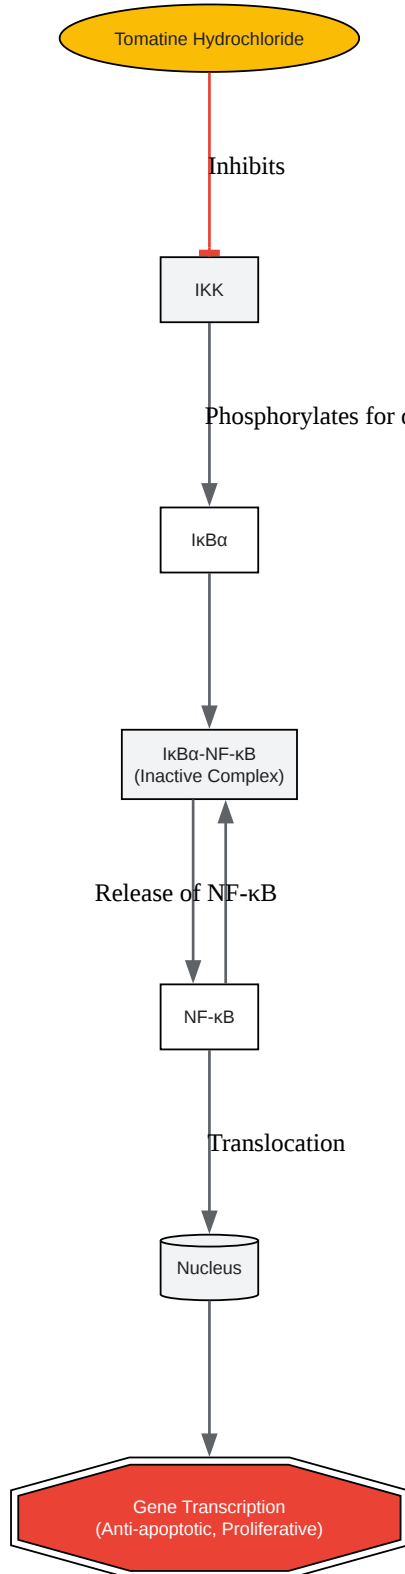 Tomatine Hydrochloride
Inhibits
IKK
Phosphorylates for
IκBα
IκBα-NF-κB
(Inactive Complex)
Release of NF-κB
NF-κB
Translocation
Nucleus
Gene Transcription
(Anti-apoptotic, Proliferative)